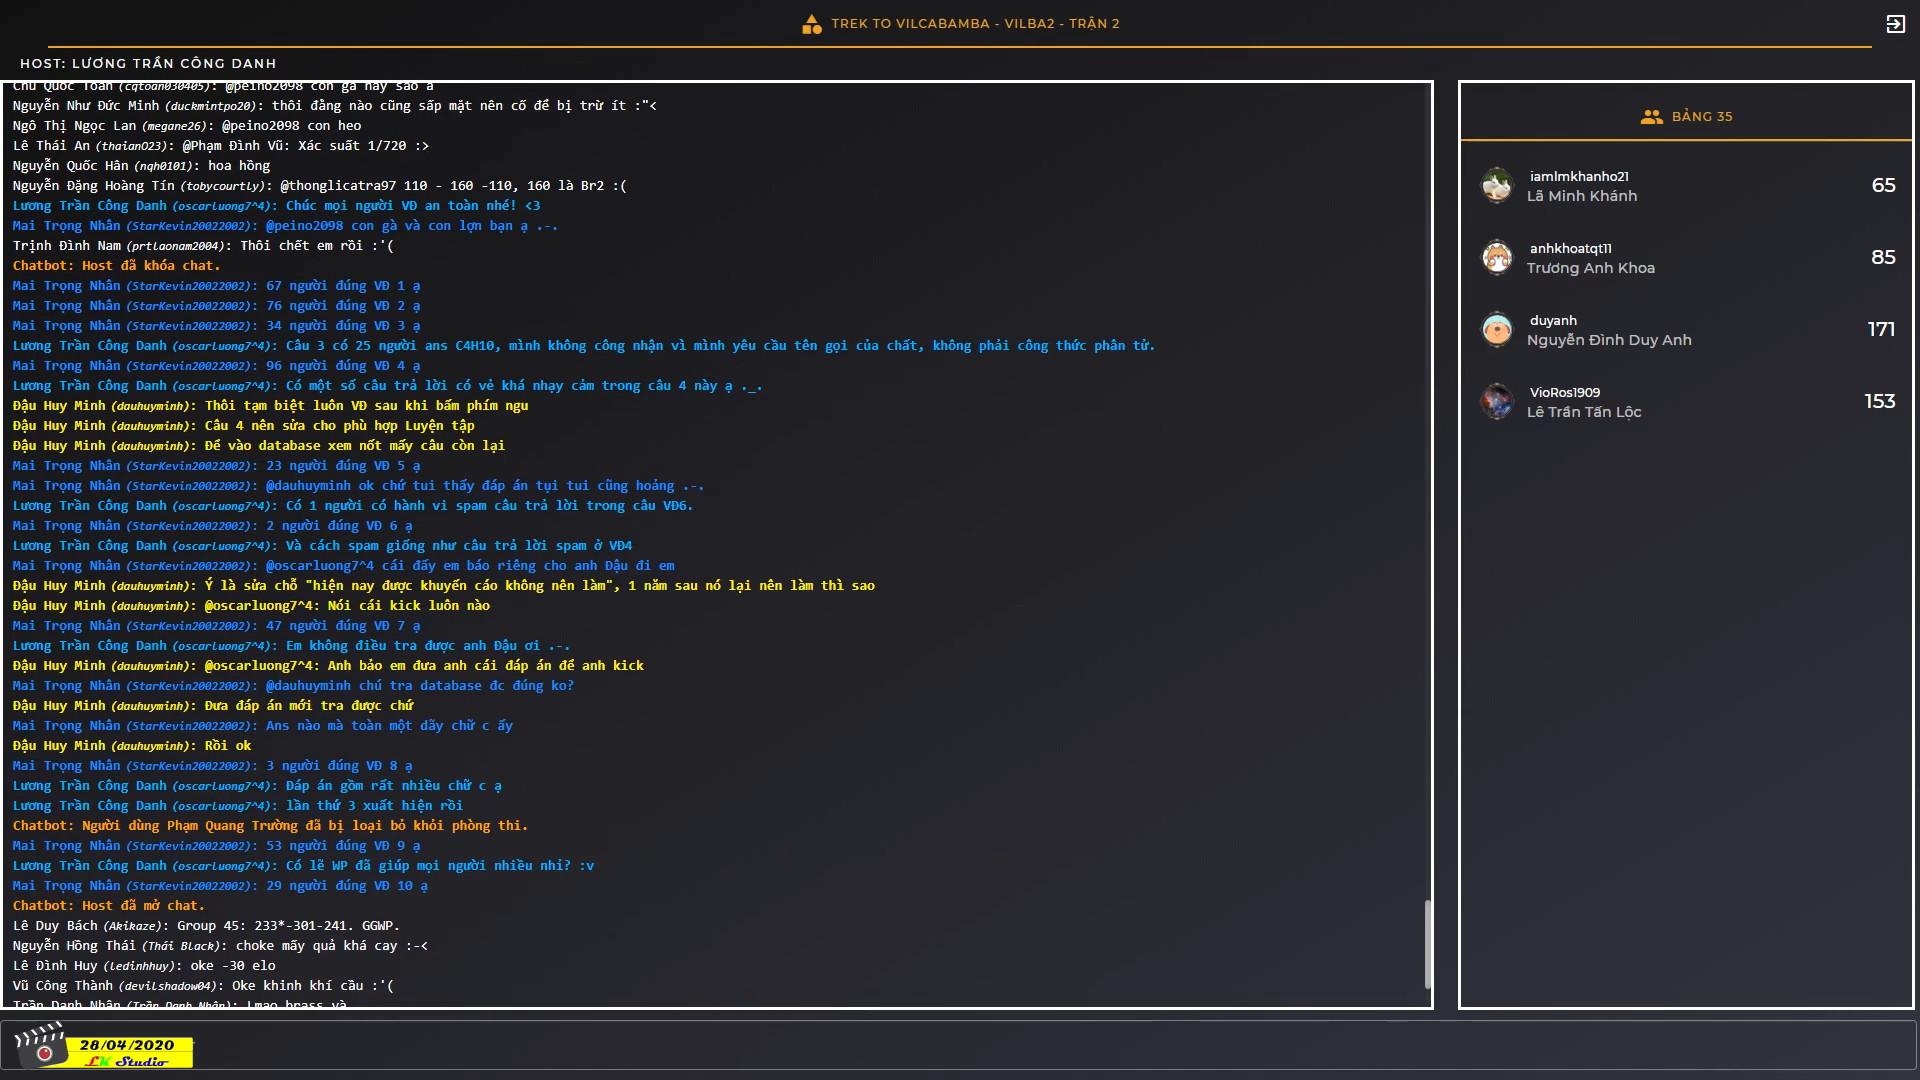 TREK TO VILCABAMBA - VILBA2 - TRẬN 2
HOST: LƯƠNG TRẦN CÔNG DANH
Chu Quốc Toàn (cqtoan030405): @peino2098 con gà hay sao ạ
Nguyễn Như Đức Minh (duckmintpo20): thôi đằng nào cũng sấp mặt nên cố để bị trừ ít :"<
Ngô Thị Ngọc Lan (megane26): @peino2098 con heo
Lê Thái An (thaianO23): @Phạm Đình Vũ: Xác suất 1/720 :>
Nguyễn Quốc Hân (nqh0101): hoa hồng
Nguyễn Đặng Hoàng Tín (tobycourtly): @thonglicatra97 110 - 160 -110, 160 là Br2 :(
Lương Trần Công Danh (oscarluong7^4): Chúc mọi người VĐ an toàn nhé! <3
Mai Trọng Nhân (StarKevin20022002): @peino2098 con gà và con lợn bạn ạ .-.
Trịnh Đình Nam (prtlaonam2004): Thôi chết em rồi :'(
Chatbot: Host đã khóa chat.
Mai Trọng Nhân (StarKevin20022002): 67 người đúng VĐ 1 ạ
Mai Trọng Nhân (StarKevin20022002): 76 người đúng VĐ 2 ạ
Mai Trọng Nhân (StarKevin20022002): 34 người đúng VĐ 3 ạ
Lương Trần Công Danh (oscarluong7^4): Câu 3 có 25 người ans C4H10, mình không công nhận vì mình yêu cầu tên gọi của chất, không phải công thức phân tử.
Mai Trọng Nhân (StarKevin20022002): 96 người đúng VĐ 4 ạ
Lương Trần Công Danh (oscarluong7^4): Có một số câu trả lời có vẻ khá nhạy cảm trong câu 4 này ạ ._.
Đậu Huy Minh (dauhuyminh): Thôi tạm biệt luôn VĐ sau khi bấm phím ngu
Đậu Huy Minh (dauhuyminh): Câu 4 nên sửa cho phù hợp Luyện tập
Đậu Huy Minh (dauhuyminh): Để vào database xem nốt mấy câu còn lại
Mai Trọng Nhân (StarKevin20022002): 23 người đúng VĐ 5 ạ
Mai Trọng Nhân (StarKevin20022002): @dauhuyminh ok chứ tui thấy đáp án tụi tui cũng hoảng .-.
Lương Trần Công Danh (oscarluong7^4): Có 1 người có hành vi spam câu trả lời trong câu VĐ6.
Mai Trọng Nhân (StarKevin20022002): 2 người đúng VĐ 6 ạ
Lương Trần Công Danh (oscarluong7^4): Và cách spam giống như câu trả lời spam ở VĐ4
Mai Trọng Nhân (StarKevin20022002): @oscarluong7^4 cái đấy em báo riêng cho anh Đậu đi em
Đậu Huy Minh (dauhuyminh): Ý là sửa chỗ "hiện nay được khuyến cáo không nên làm", 1 năm sau nó lại nên làm thì sao
Đậu Huy Minh (dauhuyminh): @oscarluong7^4: Nói cái kick luôn nào
Mai Trọng Nhân (StarKevin20022002): 47 người đúng VĐ 7 ạ
Lương Trần Công Danh (oscarluong7^4): Em không điều tra được anh Đậu ơi .-.
Đậu Huy Minh (dauhuyminh): @oscarluong7^4: Anh bảo em đưa anh cái đáp án để anh kick
Mai Trọng Nhân (StarKevin20022002): @dauhuyminh chú tra database đc đúng ko?
Đậu Huy Minh (dauhuyminh): Đưa đáp án mới tra được chứ
Mai Trọng Nhân (StarKevin20022002): Ans nào mà toàn một dãy chữ c ấy
Đậu Huy Minh (dauhuyminh): Rồi ok
Mai Trọng Nhân (StarKevin20022002): 3 người đúng VĐ 8 ạ
Lương Trần Công Danh (oscarluong7^4): Đáp án gồm rất nhiều chữ c ạ
Lương Trần Công Danh (oscarluong7^4): lần thứ 3 xuất hiện rồi
Chatbot: Người dùng Phạm Quang Trường đã bị loại bỏ khỏi phòng thi.
Mai Trọng Nhân (StarKevin20022002): 53 người đúng VĐ 9 ạ
Lương Trần Công Danh (oscarluong7^4): Có lẽ WP đã giúp mọi người nhiều nhỉ? :v
Mai Trọng Nhân (StarKevin20022002): 29 người đúng VĐ 10 ạ
Chatbot: Host đã mở chat.
Lê Duy Bách (Akikaze): Group 45: 233*-301-241. GGWP.
Nguyễn Hồng Thái (Thái Black): choke mấy quả khá cay :-<
Lê Đình Huy (ledinhhuy): oke -30 elo
Vũ Công Thành (devilshadow04): Oke khinh khí cầu :'(
Trần Danh Nhân (Trần Danh Nhân): Lmao brass và
BẢNG 35
iamlmkhanho21
Lã Minh Khánh
65
anhkhoatqt11
Trương Anh Khoa
85
duyanh
Nguyễn Đình Duy Anh
171
VioRos1909
Lê Trần Tấn Lộc
153
28/04/2020
LK Studio